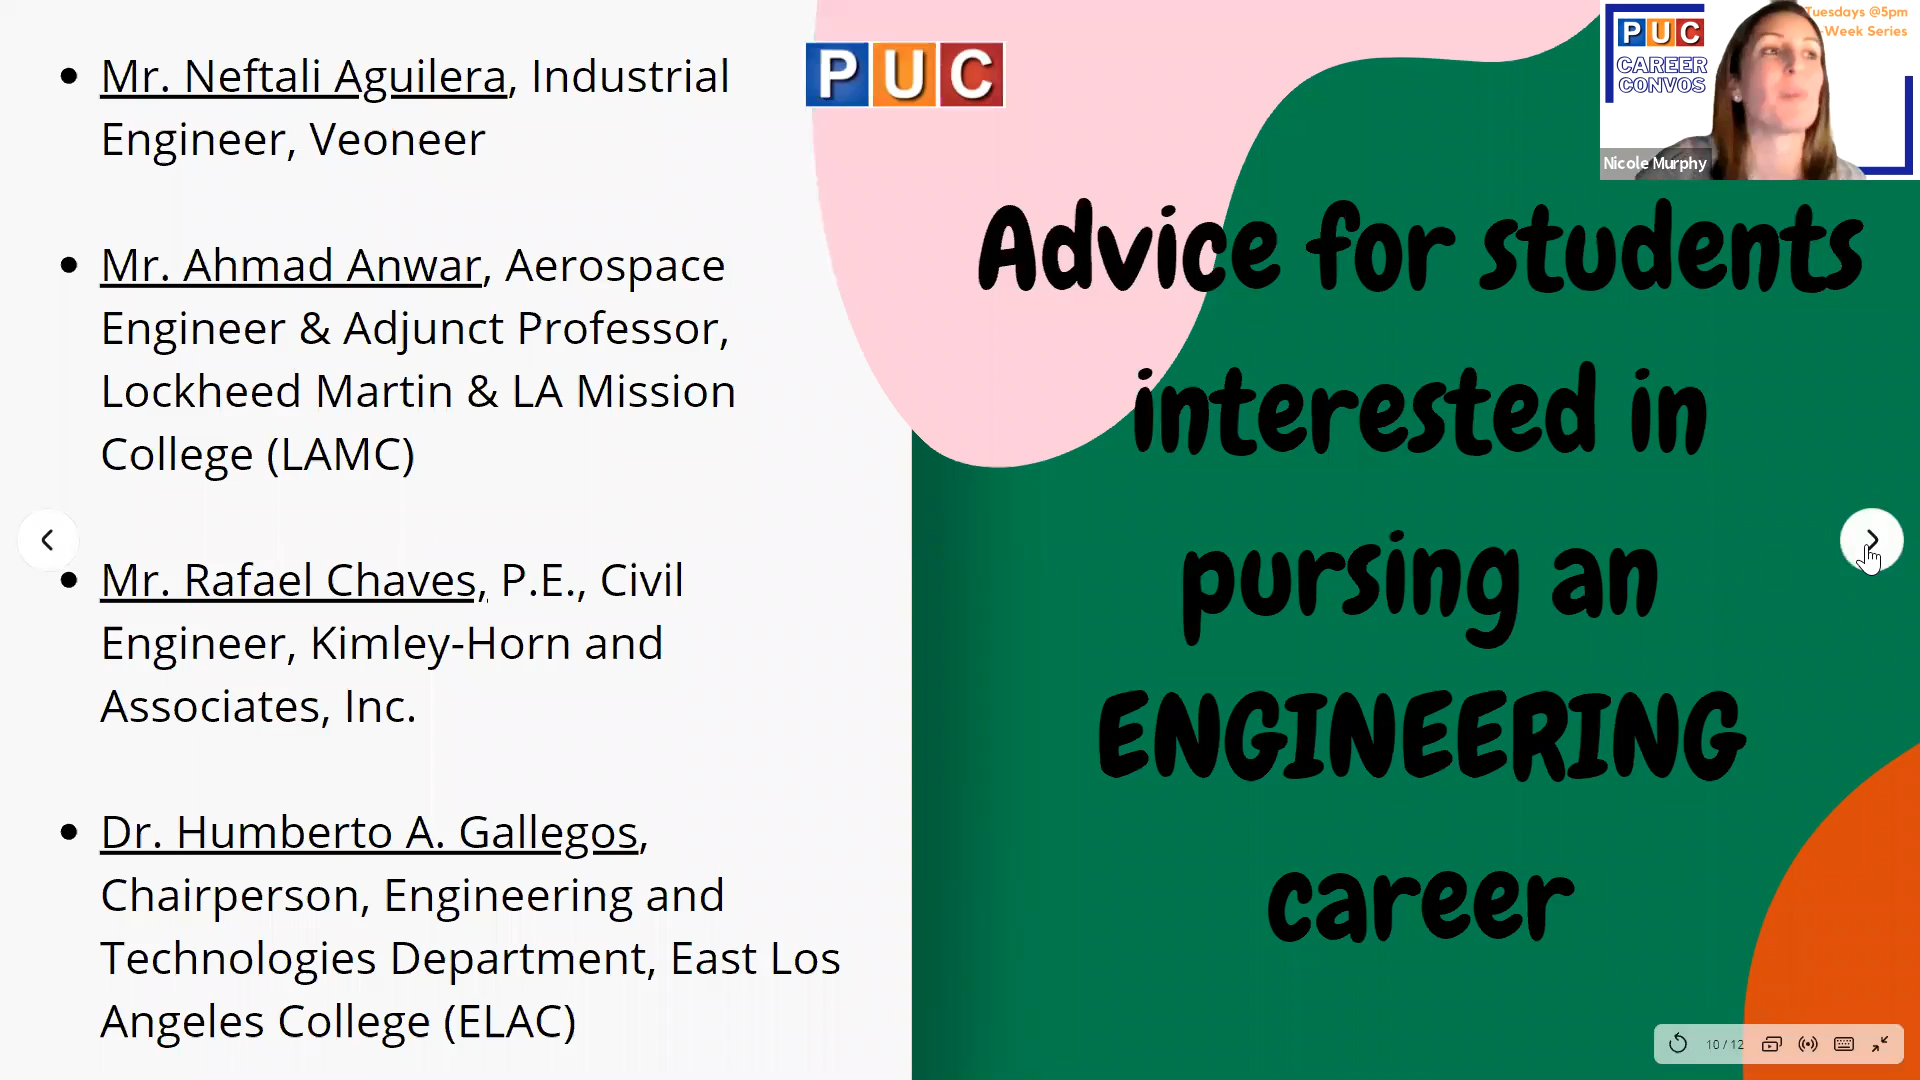 Mr. Neftali Aguilera, Industrial
Engineer, Veoneer
Mr. Ahmad Anwar, Aerospace
Engineer & Adjunct Professor,
Lockheed Martin & LA Mission
College (LAMC)
Mr. Rafael Chaves, P.E., Civil
Engineer, Kimley-Horn and
Associates, Inc.
Dr. Humberto A. Gallegos,
Chairperson, Engineering and
Technologies Department, East Los
Angeles College (ELAC)
PUC
Advice for students
interested in
pursing an
ENGINEERING
career
PUC
CAREER
CONVOS
Tuesdays @5pm
-Week Series
Nicole Murphy
10 / 12